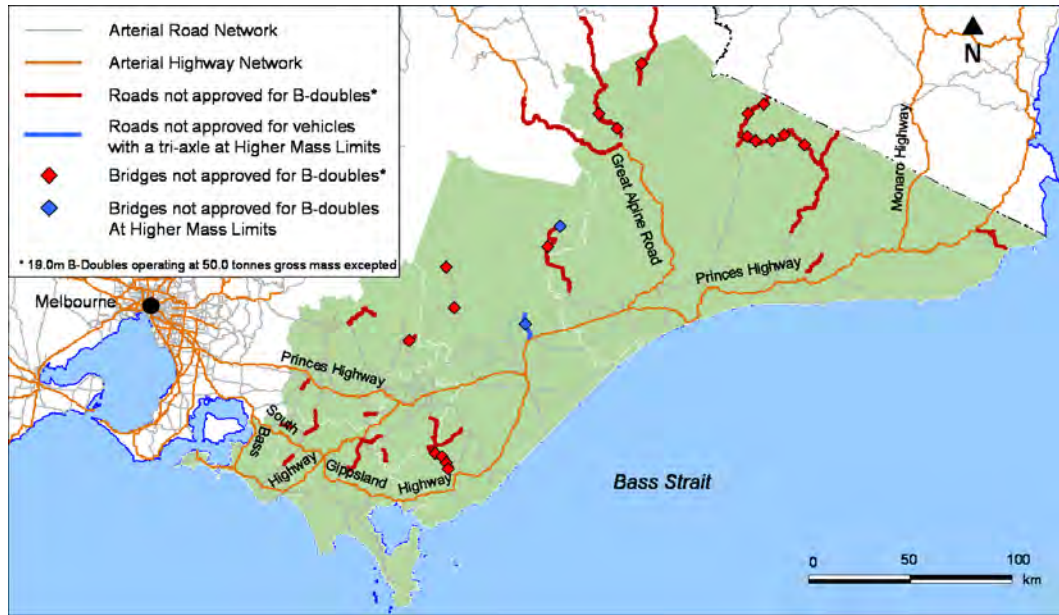 Arterial Road Network
Arterial Highway Network
Roads not approved for B-doubles*
Roads not approved for vehicles
with a tri-axle at Higher Mass Limits
Bridges not approved for B-doubles*
Bridges not approved for B-doubles
At Higher Mass Limits
* 19.0m B-Doubles operating at 50.0 tonnes gross mass excepted
N
Monaro Highway
Great Alpine Road
Princes Highway
Melbourne
Princes Highway
South
Gippsland
Highway
Bass
Highway
Bass Strait
0 50 100
km